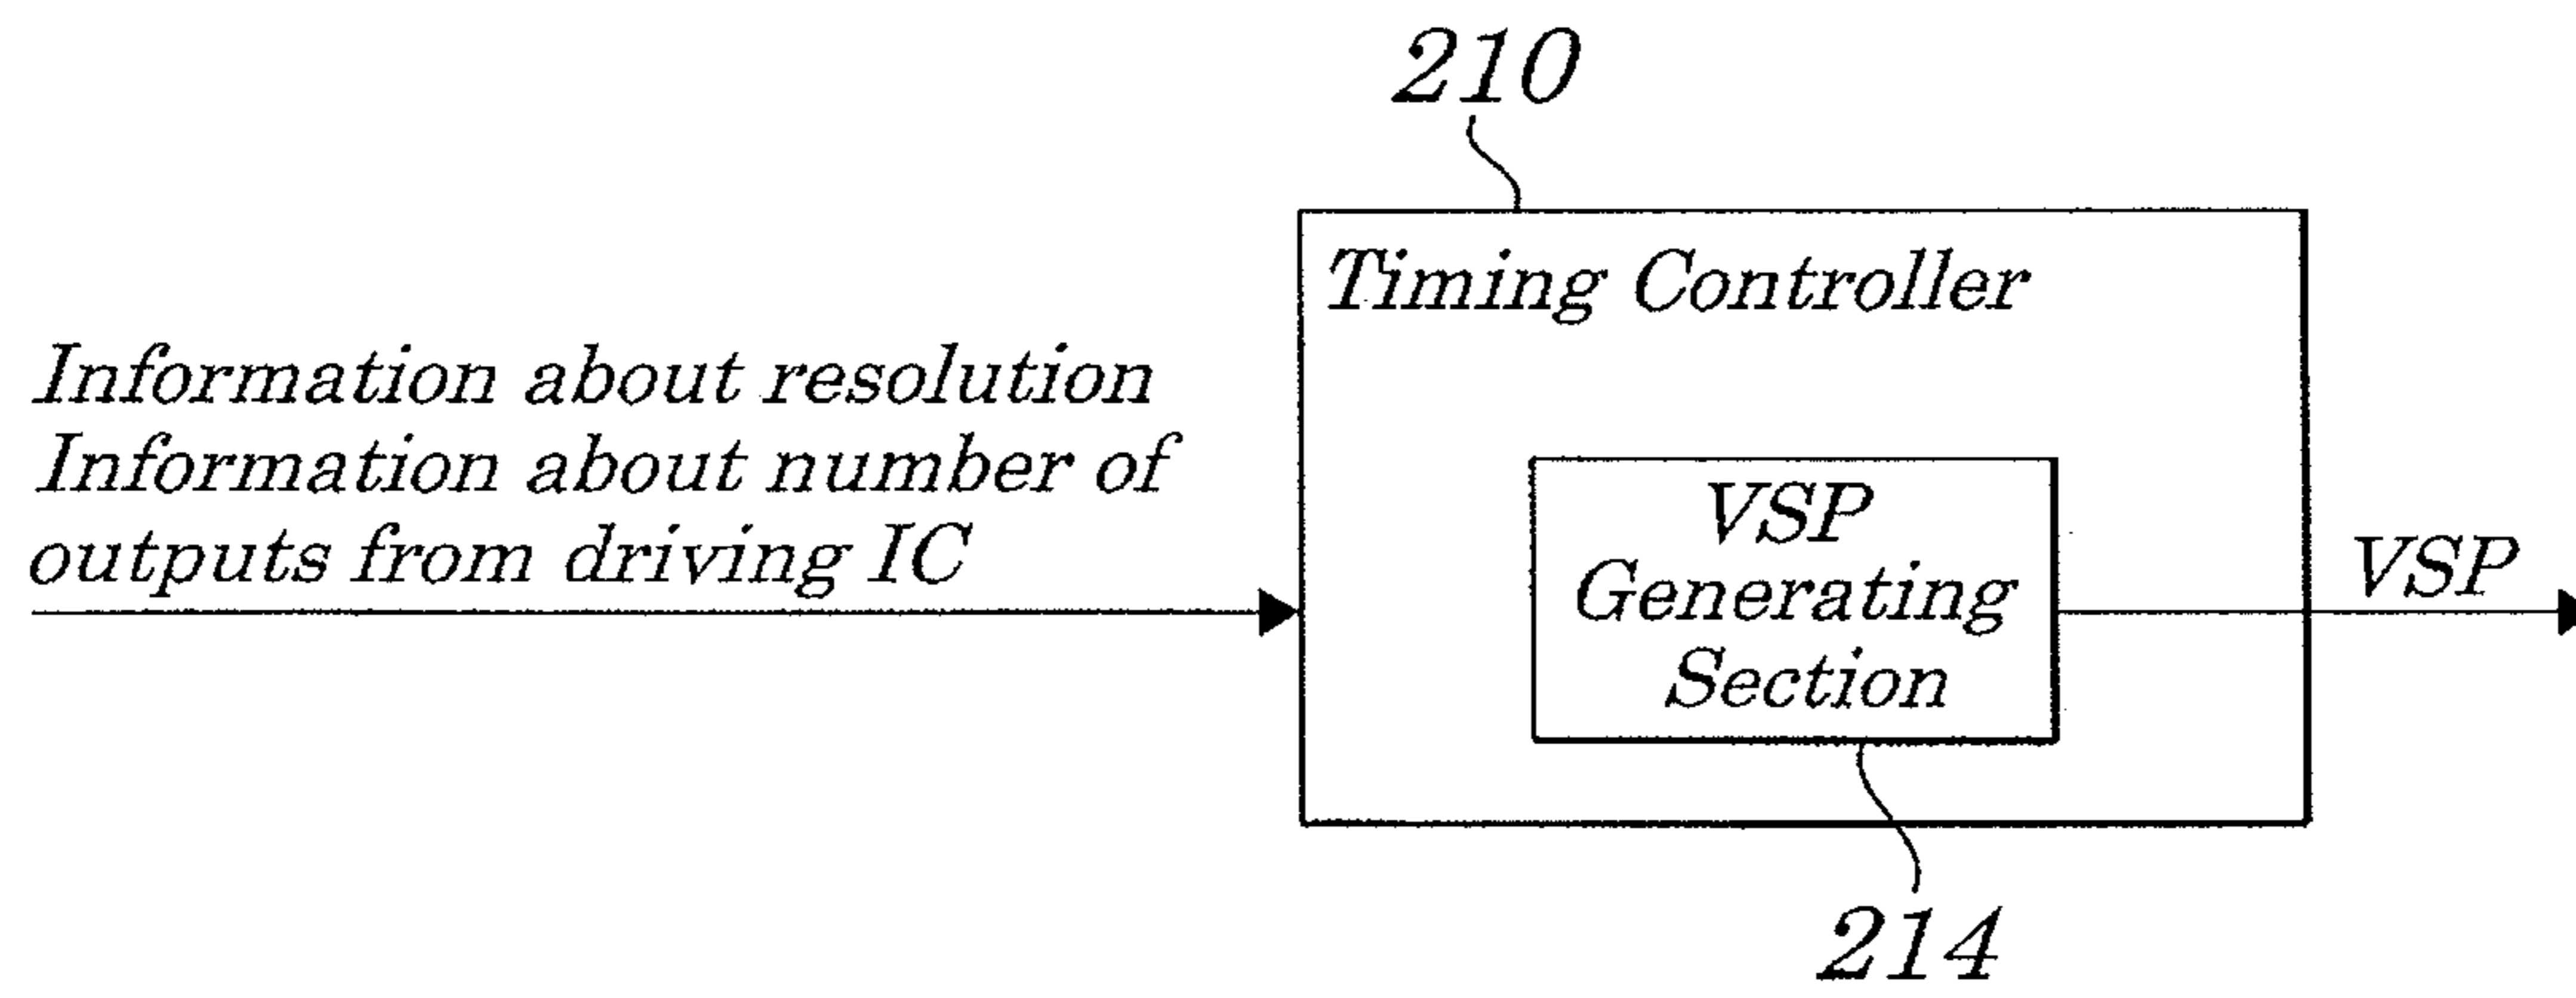 210
Timing Controller
Information about resolution
Information about number of
outputs from driving IC
VSP
Generating
Section
VSP
214